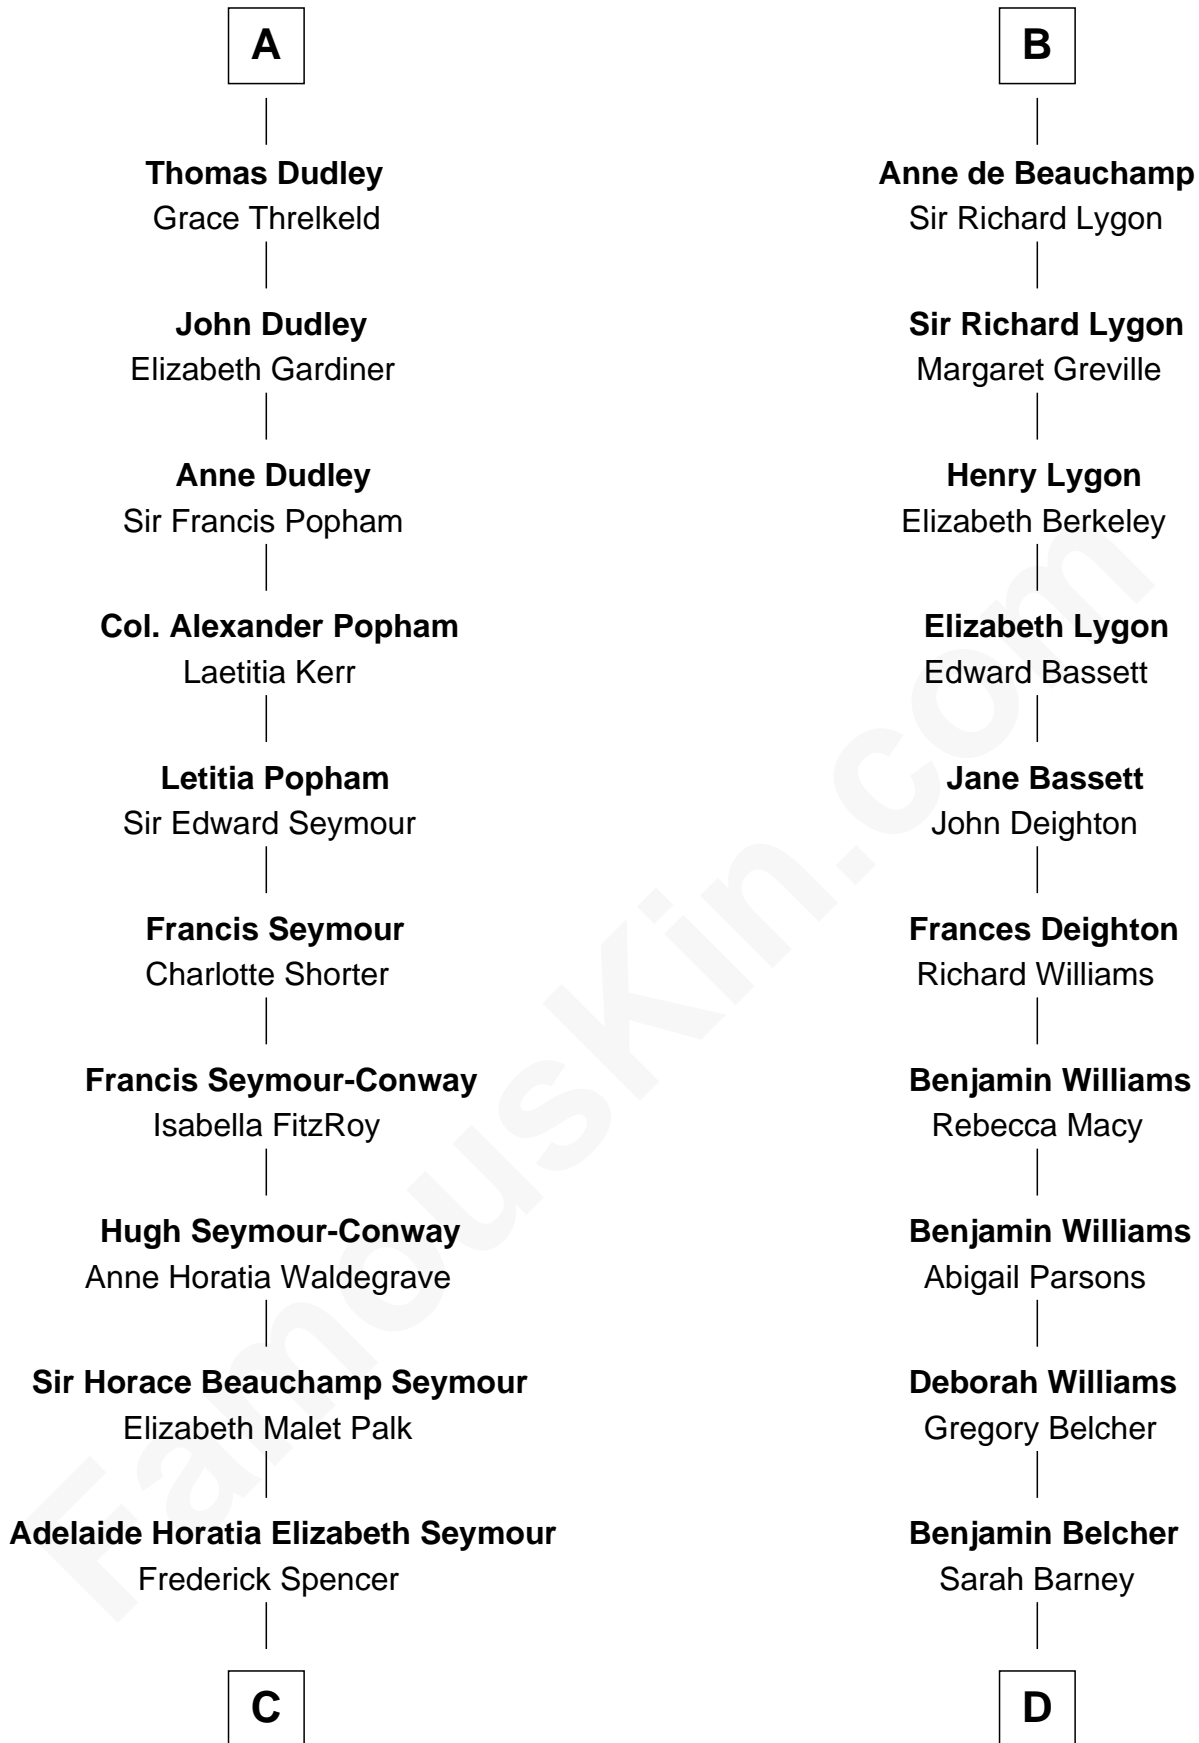 A
Thomas Dudley
Grace Threlkeld
John Dudley
Elizabeth Gardiner
Anne Dudley
Sir Francis Popham
Col. Alexander Popham
Laetitia Kerr
Letitia Popham
Sir Edward Seymour
Francis Seymour
Charlotte Shorter
Francis Seymour-Conway
Isabella FitzRoy
Hugh Seymour-Conway
Anne Horatia Waldegrave
Sir Horace Beauchamp Seymour
Elizabeth Malet Palk
Adelaide Horatia Elizabeth Seymour
Frederick Spencer
C
B
Anne de Beauchamp
Sir Richard Lygon
Sir Richard Lygon
Margaret Greville
Henry Lygon
Elizabeth Berkeley
Elizabeth Lygon
Edward Bassett
Jane Bassett
John Deighton
Frances Deighton
Richard Williams
Benjamin Williams
Rebecca Macy
Benjamin Williams
Abigail Parsons
Deborah Williams
Gregory Belcher
Benjamin Belcher
Sarah Barney
D
FamousKin.com